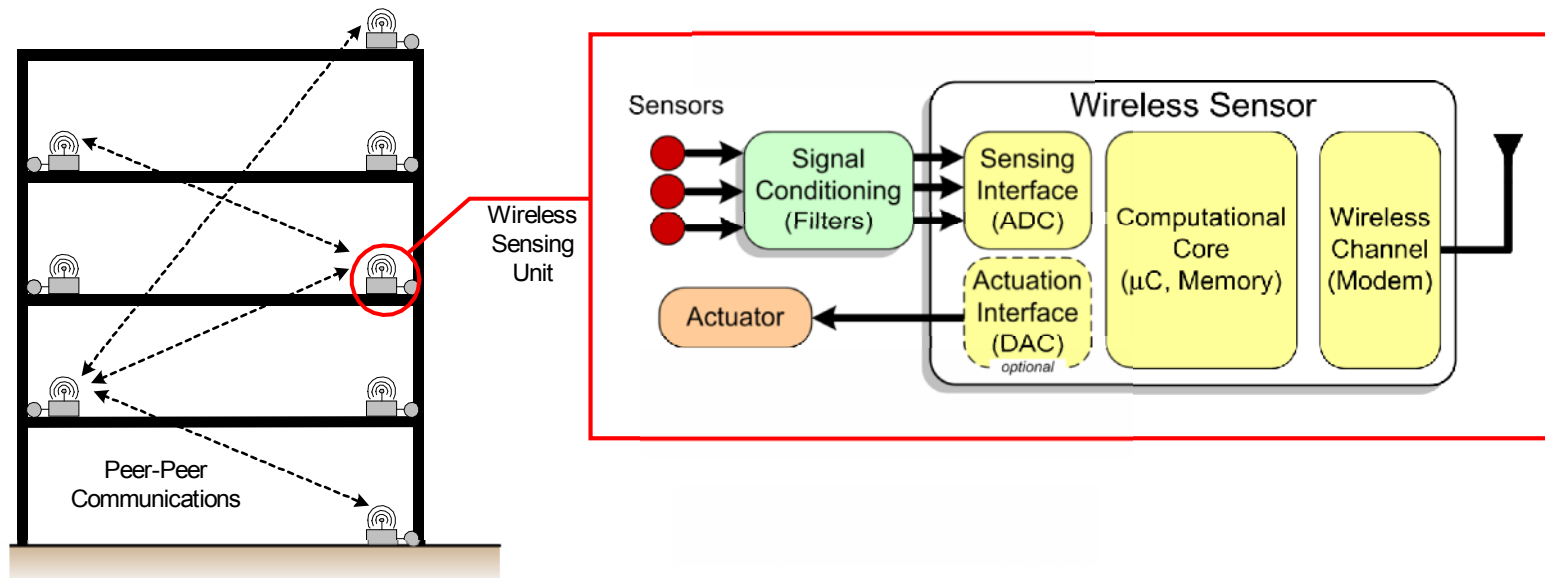 Wireless
Sensing
Unit
Peer-Peer
Communications
Sensors
Wireless Sensor
Signal
Conditioning
(Filters)
Sensing
Interface
(ADC)
Computational
Core
(μC, Memory)
Wireless
Channel
(Modem)
Actuator
Actuation
Interface
(DAC)
optional